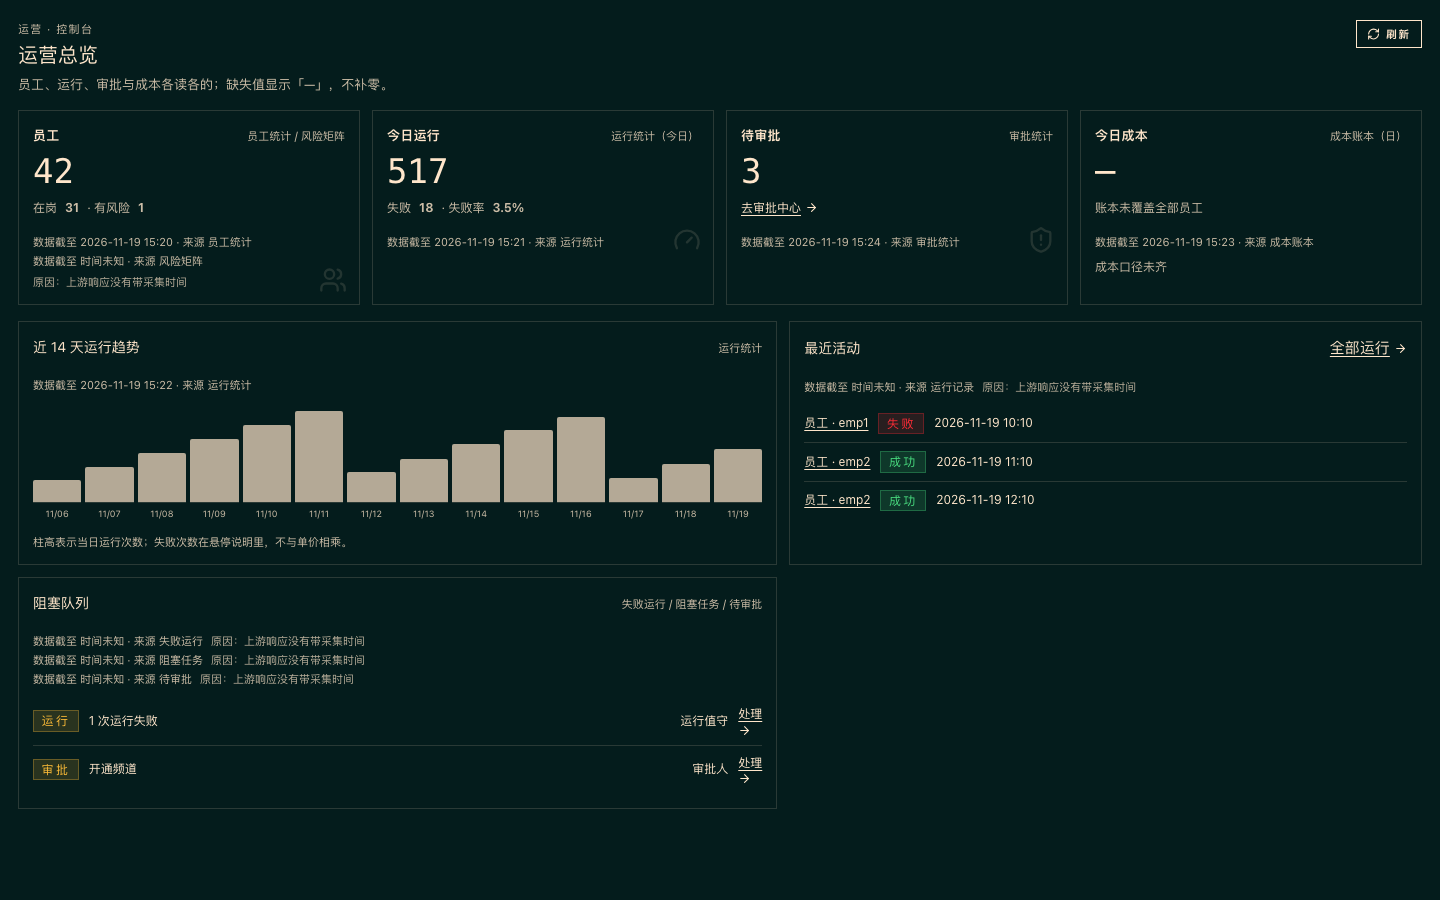 运营 · 控制台
运营总览
员工、运行、审批与成本各读各的；缺失值显示「—」，不补零。
刷新
员工
员工统计 / 风险矩阵
42
在岗 31 · 有风险 1
数据截至 2026-11-19 15:20 · 来源 员工统计
数据截至 时间未知 · 来源 风险矩阵
原因：上游响应没有带采集时间
今日运行
运行统计（今日）
517
失败 18 · 失败率 3.5%
数据截至 2026-11-19 15:21 · 来源 运行统计
待审批
审批统计
3
去审批中心 →
数据截至 2026-11-19 15:24 · 来源 审批统计
今日成本
成本账本（日）
—
账本未覆盖全部员工
数据截至 2026-11-19 15:23 · 来源 成本账本
成本口径未齐
近 14 天运行趋势
运行统计
数据截至 2026-11-19 15:22 · 来源 运行统计
11/06 11/07 11/08 11/09 11/10 11/11 11/12 11/13 11/14 11/15 11/16 11/17 11/18 11/19
柱高表示当日运行次数；失败次数在悬停说明里，不与单价相乘。
最近活动
全部运行 →
数据截至 时间未知 · 来源 运行记录 原因：上游响应没有带采集时间
员工 · emp1 失败 2026-11-19 10:10
员工 · emp2 成功 2026-11-19 11:10
员工 · emp2 成功 2026-11-19 12:10
阻塞队列
失败运行 / 阻塞任务 / 待审批
数据截至 时间未知 · 来源 失败运行 原因：上游响应没有带采集时间
数据截至 时间未知 · 来源 阻塞任务 原因：上游响应没有带采集时间
数据截至 时间未知 · 来源 待审批 原因：上游响应没有带采集时间
运行 1 次运行失败 运行值守 处理 →
审批 开通频道 审批人 处理 →